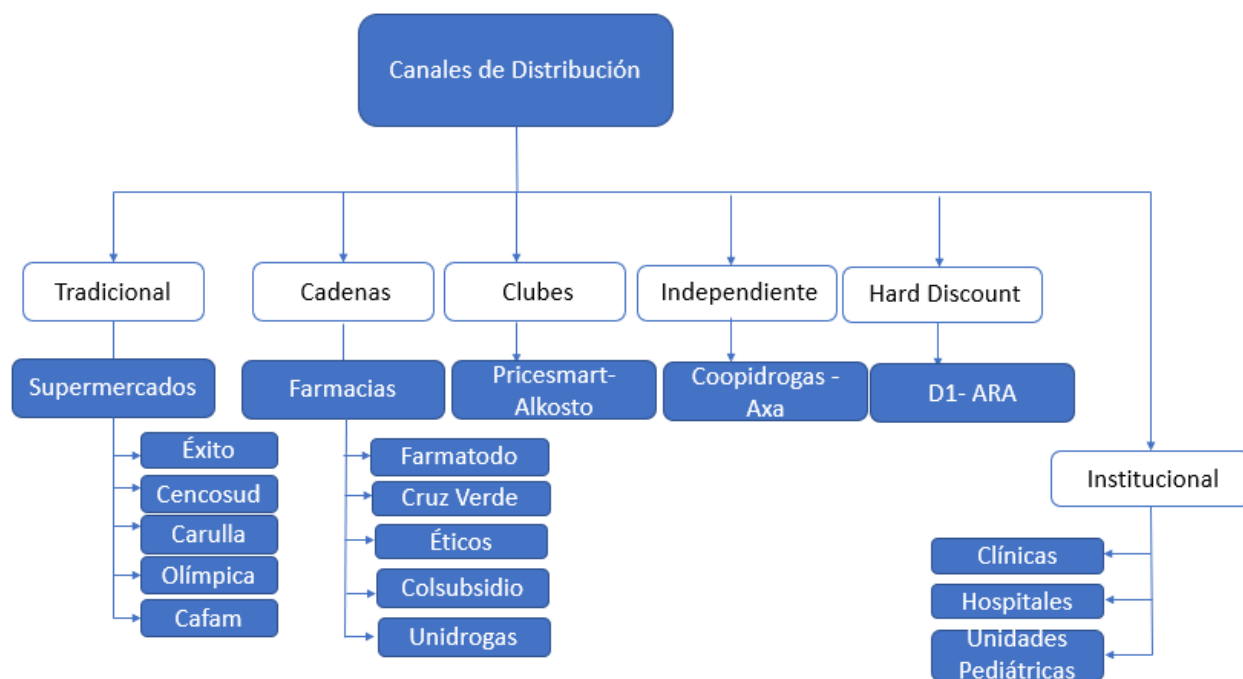 Canales de Distribución
Tradicional
Cadenas
Clubes
Independiente
Hard Discount
Supermercados
Farmacias
Pricesmart-
Alkosto
Coopidrogas -
Axa
D1- ARA
Éxito
Cencosud
Carulla
Olímpica
Cafam
Farmatodo
Cruz Verde
Éticos
Colsubsidio
Unidrogas
Institucional
Clínicas
Hospitales
Unidades
Pediátricas